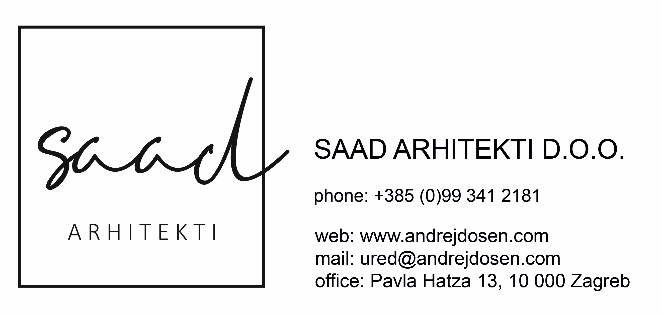 saad
ARHITEKTI
SAAD ARHITEKTI D.O.O.
phone: +385 (0)99 341 2181
web: www.andrejdosen.com
mail: ured@andrejdosen.com
office: Pavla Hatza 13, 10 000 Zagreb